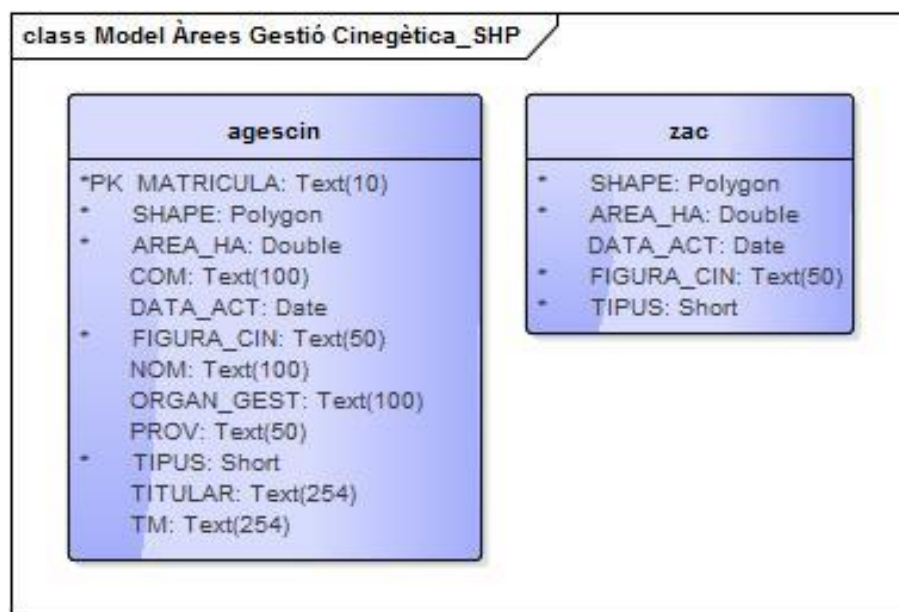 class Model Àrees Gestió Cinegètica_SHP
agescin
*PK MATRICULA: Text(10)
* SHAPE: Polygon
* AREA_HA: Double
COM: Text(100)
DATA_ACT: Date
* FIGURA_CIN: Text(50)
NOM: Text(100)
ORGAN_GEST: Text(100)
PROV: Text(50)
* TIPUS: Short
TITULAR: Text(254)
TM: Text(254)
zac
* SHAPE: Polygon
* AREA_HA: Double
DATA_ACT: Date
* FIGURA_CIN: Text(50)
* TIPUS: Short